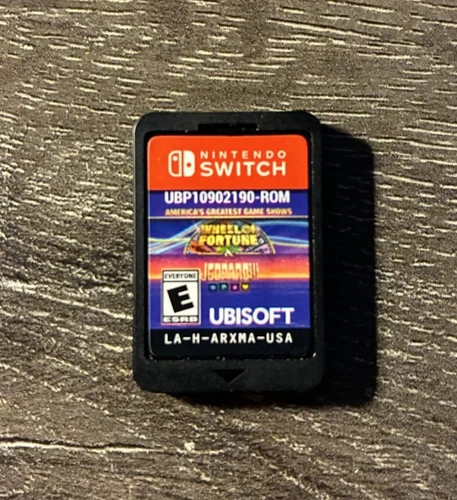 NINTENDO
SWITCH
UBP10902190-ROM
AMERICA'S GREATEST GAME SHOWS
WHEEL OF
FORTUNE
&
JEOPARDY!
EVERYONE
E
ESRB
UBISOFT
LA-H-ARXMA-USA